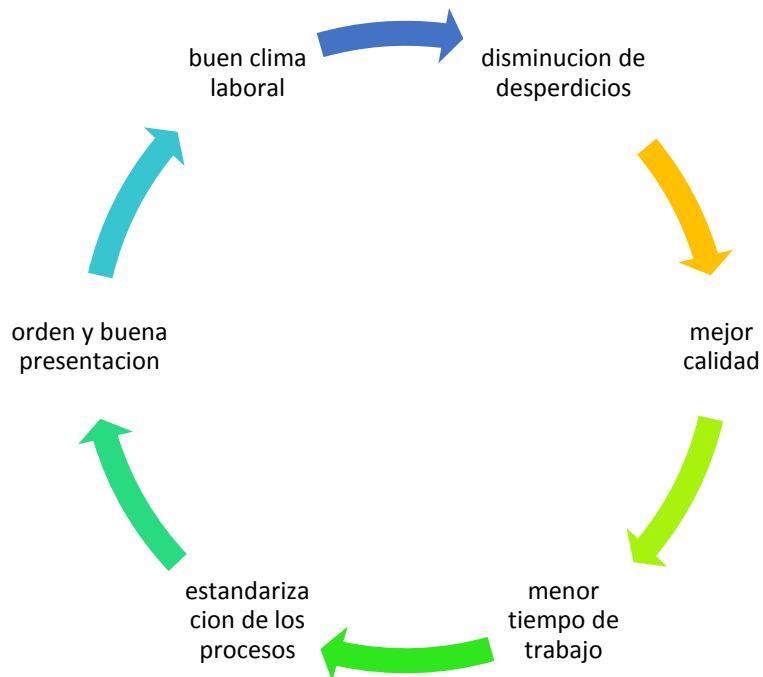 buen clima
laboral
disminucion de
desperdicios
mejor
calidad
menor
tiempo de
trabajo
estandariza
cion de los
procesos
orden y buena
presentacion